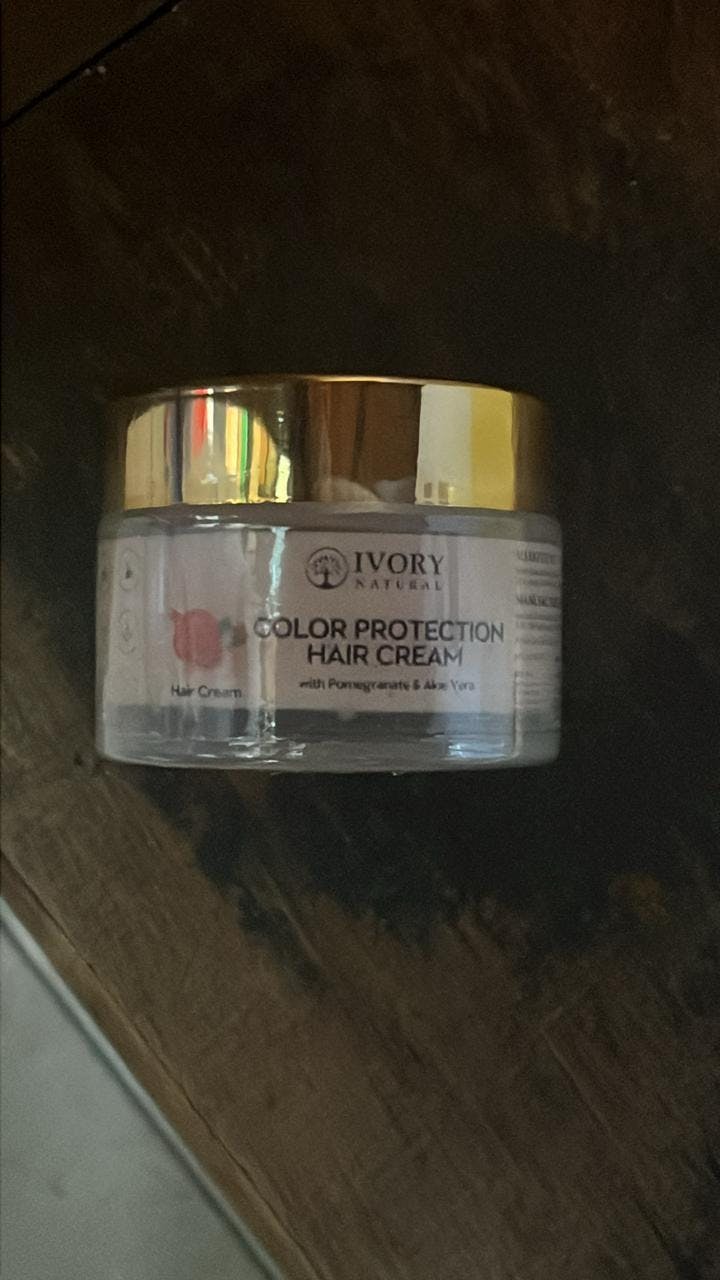 IVORY
NATURAL
COLOR PROTECTION
HAIR CREAM
with Pomegranate & Aloe Vera
Hair Cream